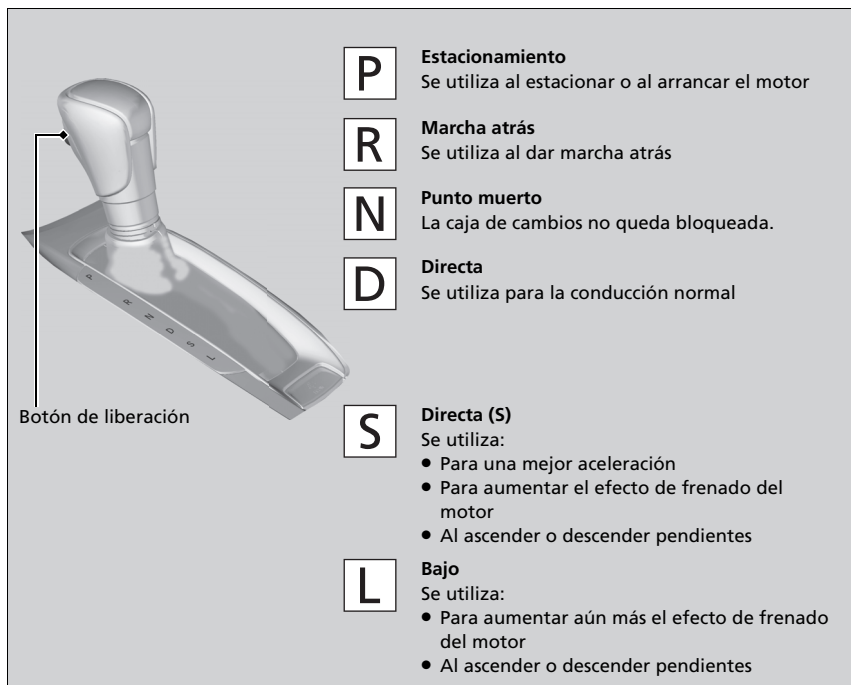 P
Estacionamiento
Se utiliza al estacionar o al arrancar el motor
R
Marcha atrás
Se utiliza al dar marcha atrás
N
Punto muerto
La caja de cambios no queda bloqueada.
D
Directa
Se utiliza para la conducción normal
P
R
N
D
S
L
Botón de liberación
S
Directa (S)
Se utiliza:
● Para una mejor aceleración
● Para aumentar el efecto de frenado del
motor
● Al ascender o descender pendientes
L
Bajo
Se utiliza:
● Para aumentar aún más el efecto de frenado
del motor
● Al ascender o descender pendientes